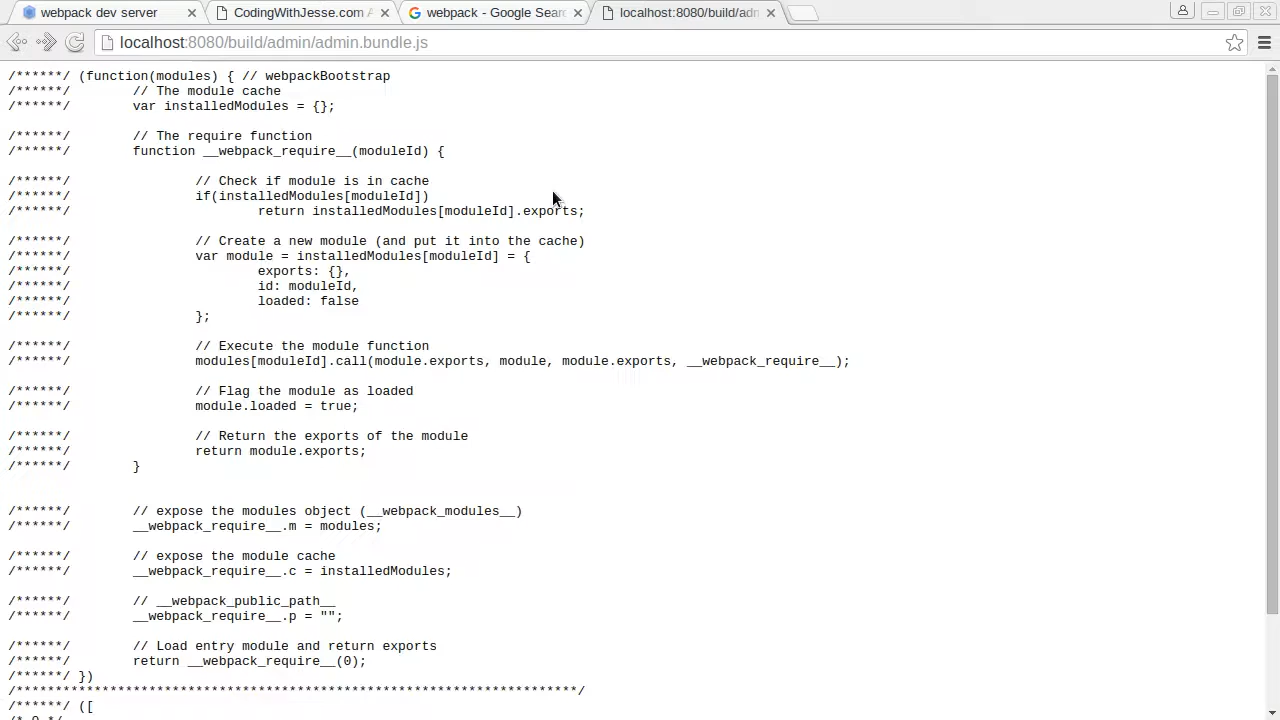 webpack dev server
CodingWithJesse.com
webpack - Google Sear
localhost:8080/build/adn
localhost:8080/build/admin/admin.bundle.js
/******/ (function(modules) { // webpackBootstrap
/******/ 	// The module cache
/******/ 	var installedModules = {};
/******/ 	// The require function
/******/ 	function __webpack_require__(moduleId) {
/******/ 		// Check if module is in cache
/******/ 		if(installedModules[moduleId])
/******/ 			return installedModules[moduleId].exports;
/******/ 		// Create a new module (and put it into the cache)
/******/ 		var module = installedModules[moduleId] = {
/******/ 			exports: {},
/******/ 			id: moduleId,
/******/ 			loaded: false
/******/ 		};
/******/ 		// Execute the module function
/******/ 		modules[moduleId].call(module.exports, module, module.exports, __webpack_require__);
/******/ 		// Flag the module as loaded
/******/ 		module.loaded = true;
/******/ 		// Return the exports of the module
/******/ 		return module.exports;
/******/ 	}
/******/ 	// expose the modules object (__webpack_modules__)
/******/ 	__webpack_require__.m = modules;
/******/ 	// expose the module cache
/******/ 	__webpack_require__.c = installedModules;
/******/ 	// __webpack_public_path__
/******/ 	__webpack_require__.p = "";
/******/ 	// Load entry module and return exports
/******/ 	return __webpack_require__(0);
/******/ })
/************************************************************************/
/******/ ([